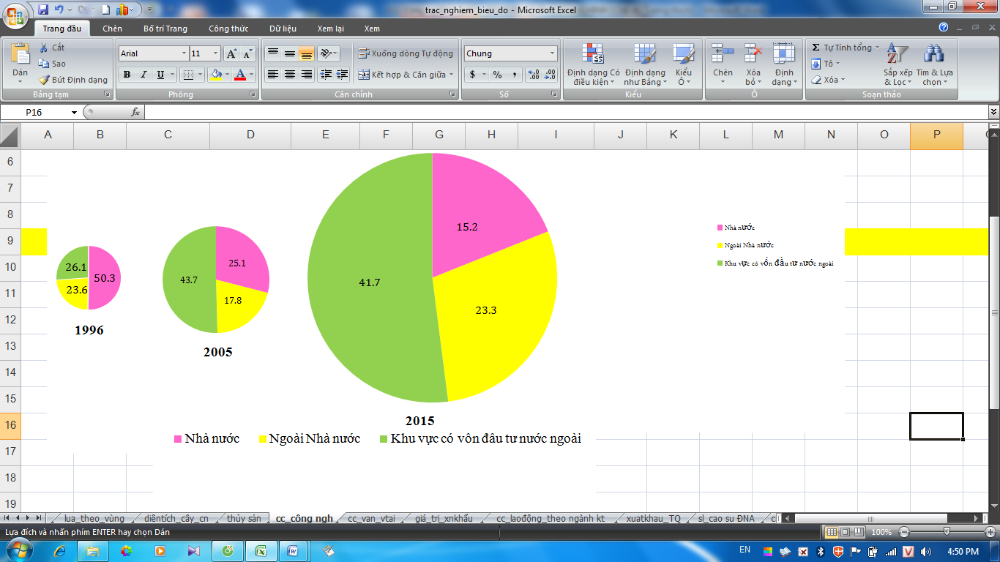 trac_nghiem_bieu_do - Microsoft Excel
Trang đầu Chèn Bố trí Trang Công thức Dữ liệu Xem lại Xem
Dán
Cắt
Sao
Bút Định dạng
Bảng tạm
Arial 11
B I U A
Phông
Xuống dòng Tự động
Kết hợp & Căn giữa
Căn chỉnh
Chung
$ % ,
Số
Định dạng Có điều kiện
Định dạng như Bảng
Kiểu Ô
Kiểu
Chèn
Xóa bỏ
Định dạng
Ô
Σ Tự Tính tổng
Tô
Xóa
Sắp xếp & Lọc
Tìm & Lựa chọn
Soạn thảo
P16 fx
A B C D E F G H I J K L M N O P
6
7
8
9
10
11
12
13
14
15
16
17
18
19
26.1 50.3
23.6
1996
25.1
43.7
17.8
2005
15.2
41.7
23.3
2015
Nhà nước
Ngoài Nhà nước
Khu vực có vốn đầu tư nước ngoài
Nhà nước Ngoài Nhà nước Khu vực có vôn đâu tư nước ngoài
lua_theo_vùng diêntích_cây_cn thủy sản cc_công ngh cc_van_vtai giá_trị_xnkhẩu cc_laođộng_theo ngành kt xuatkhau_TQ sl_cao su ĐNA
Lựa đích và nhấn phím ENTER hay chọn Dán 100%
EN 4:50 PM